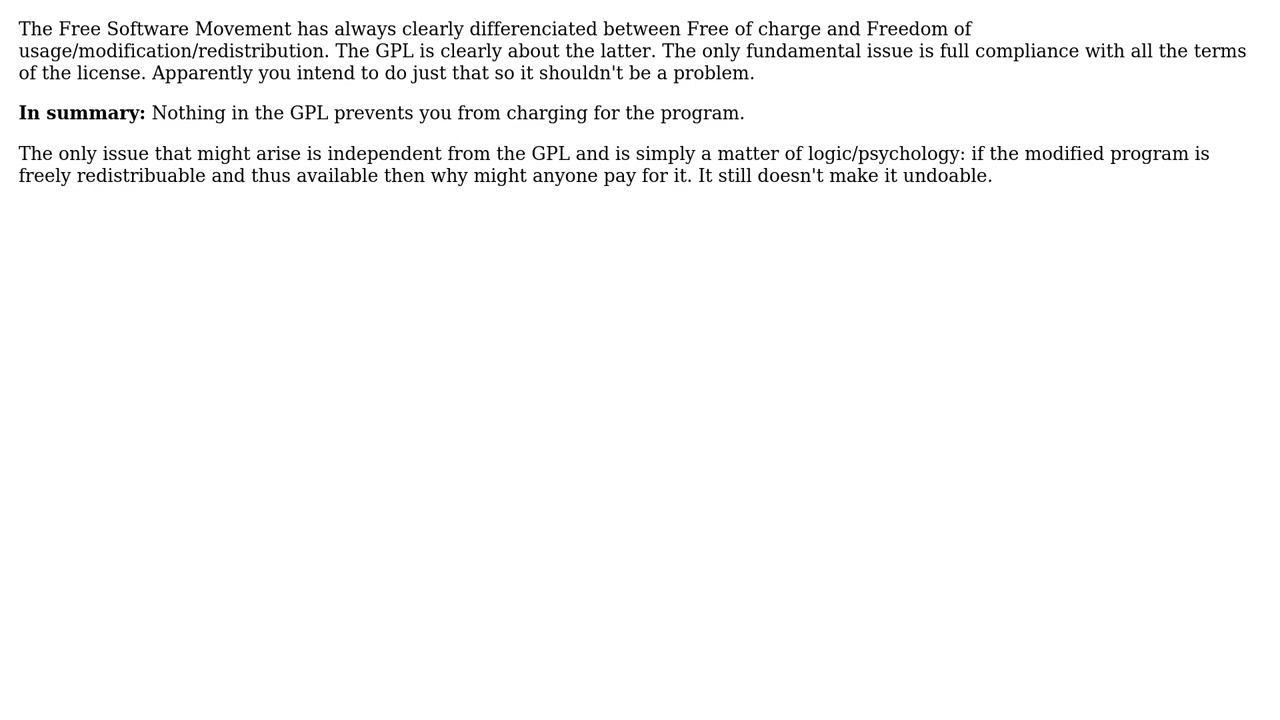 The Free Software Movement has always clearly differenciated between Free of charge and Freedom of
usage/modification/redistribution. The GPL is clearly about the latter. The only fundamental issue is full compliance with all the terms
of the license. Apparently you intend to do just that so it shouldn't be a problem.
In summary: Nothing in the GPL prevents you from charging for the program.
The only issue that might arise is independent from the GPL and is simply a matter of logic/psychology: if the modified program is
freely redistribuable and thus available then why might anyone pay for it. It still doesn't make it undoable.